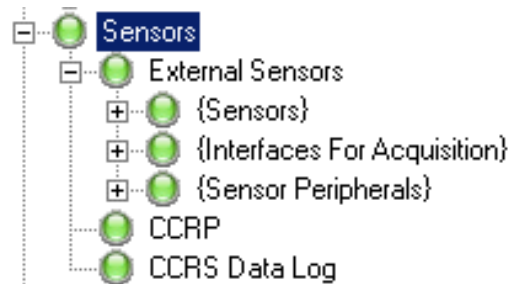 Sensors
External Sensors
{Sensors}
{Interfaces For Acquisition}
{Sensor Peripherals}
CCRP
CCRS Data Log